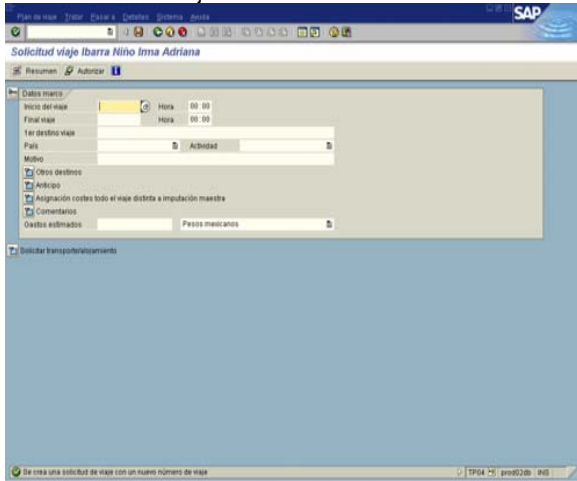 Plan de viaje Tratar Pasar a Detalles Sistema Ayuda
SAP
Solicitud viaje Ibarra Niño Irma Adriana
Resumen Autorizar
Datos marco
Inicio del viaje Hora 00:00
Final viaje Hora 00:00
1er destino viaje
País Actividad
Motivo
Otros destinos
Anticipo
Asignación costes todo el viaje distinta a imputación maestra
Comentarios
Gastos estimados Pesos mexicanos
Solicitar transporte/alojamiento
Se crea una solicitud de viaje con un nuevo número de viaje TP04 prod02db INS